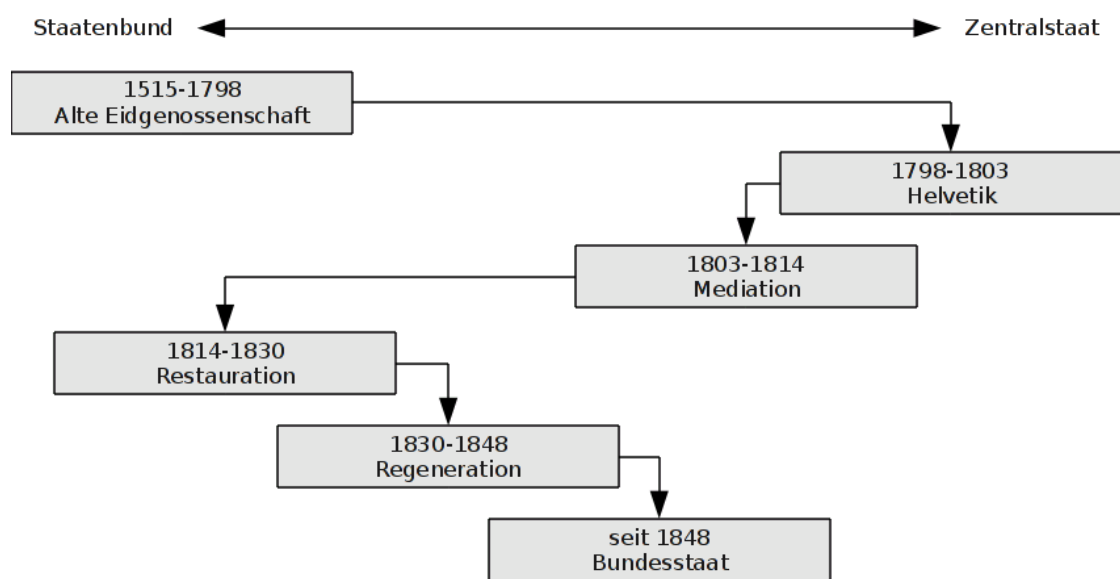 Staatenbund
Zentralstaat
1515-1798
Alte Eidgenossenschaft
1798-1803
Helvetik
1803-1814
Mediation
1814-1830
Restauration
1830-1848
Regeneration
seit 1848
Bundesstaat